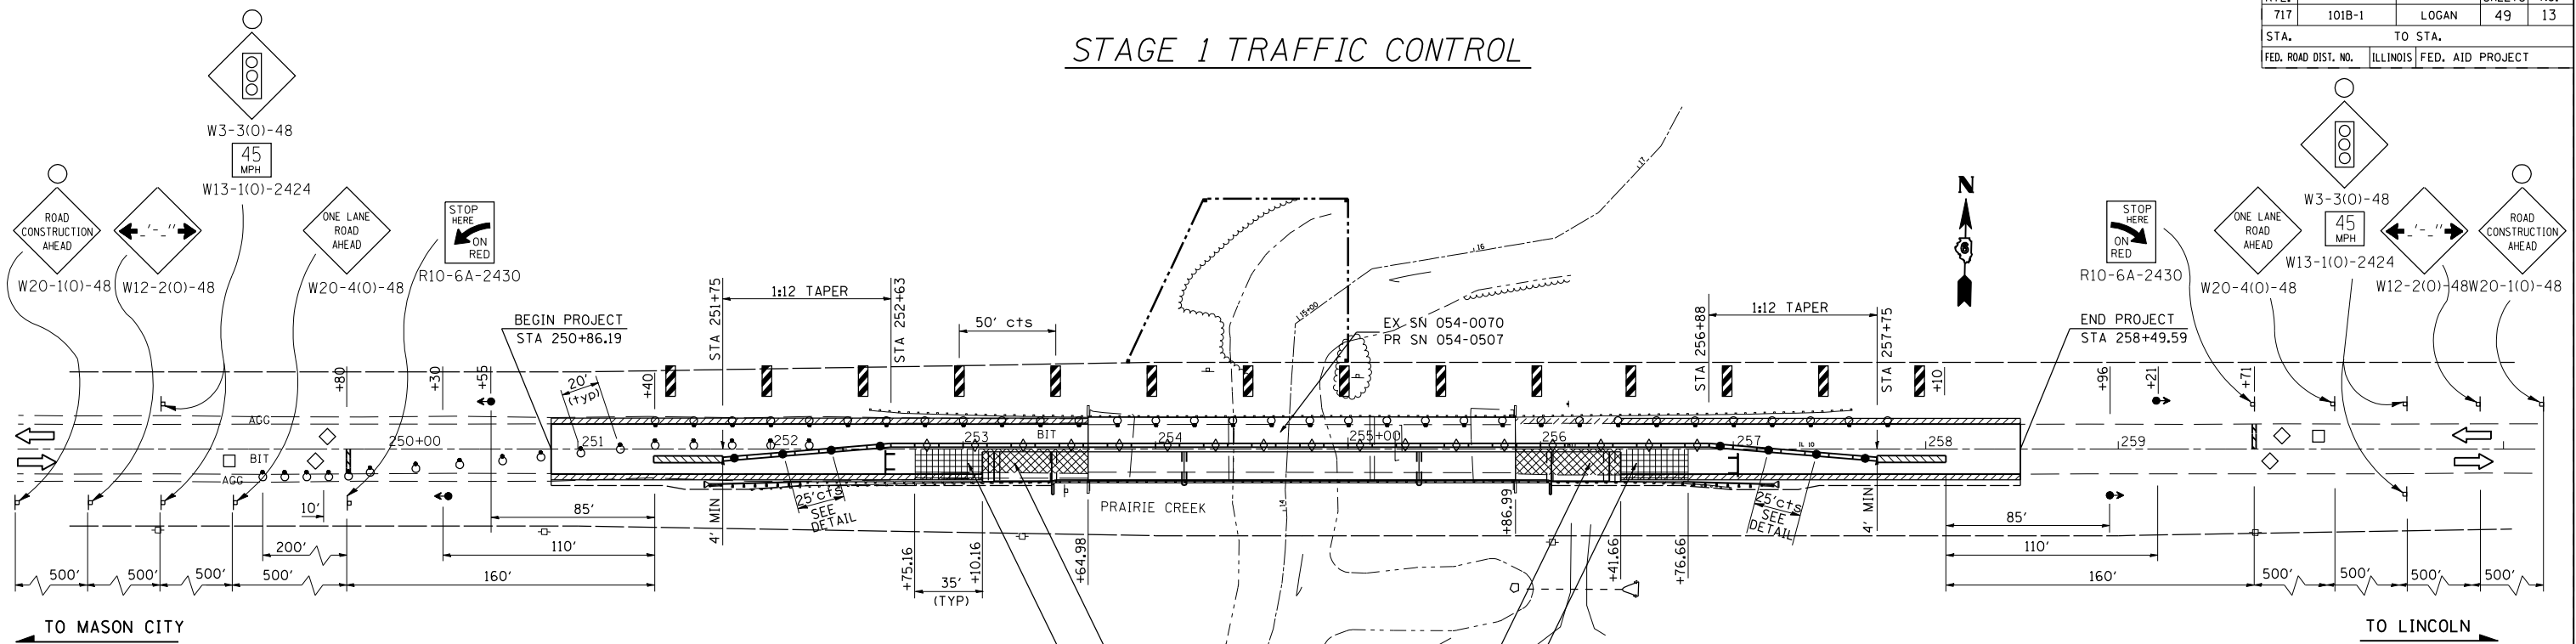 STAGE 1 TRAFFIC CONTROL
717 101B-1 LOGAN 49 13
STA. TO STA.
FED. ROAD DIST. NO. ILLINOIS FED. AID PROJECT
W3-3(O)-48
45
MPH
W13-1(O)-2424
ROAD
CONSTRUCTION
AHEAD
W20-1(O)-48
_'-_"
W12-2(O)-48
ONE LANE
ROAD
AHEAD
W20-4(O)-48
STOP
HERE
ON
RED
R10-6A-2430
BEGIN PROJECT
STA 250+86.19
STA 251+75
1:12 TAPER
STA 252+63
50' cts
EX SN 054-0070
PR SN 054-0507
STA 256+88
1:12 TAPER
STA 257+75
END PROJECT
STA 258+49.59
N
STOP
HERE
ON
RED
R10-6A-2430
ONE LANE
ROAD
AHEAD
W20-4(O)-48
W3-3(O)-48
45
MPH
W13-1(O)-2424
_'-_"
W12-2(O)-48
ROAD
CONSTRUCTION
AHEAD
W20-1(O)-48
17
16
15+00
14
+80
+30
+55
20'
(typ)
+40
+10
+96
+21
+71
AGG
BIT
AGG
250+00
251
252
253
BIT
254
255+00
256
257
IL 10
258
259
10'
200'
85'
110'
160'
500'
500'
500'
500'
4' MIN
25'cts
SEE
DETAIL
+75.16
35'
(TYP)
+10.16
+64.98
PRAIRIE CREEK
+86.99
+41.66
+76.66
25'cts
SEE
DETAIL
4' MIN
85'
110'
160'
500'
500'
500'
500'
TO MASON CITY
TO LINCOLN